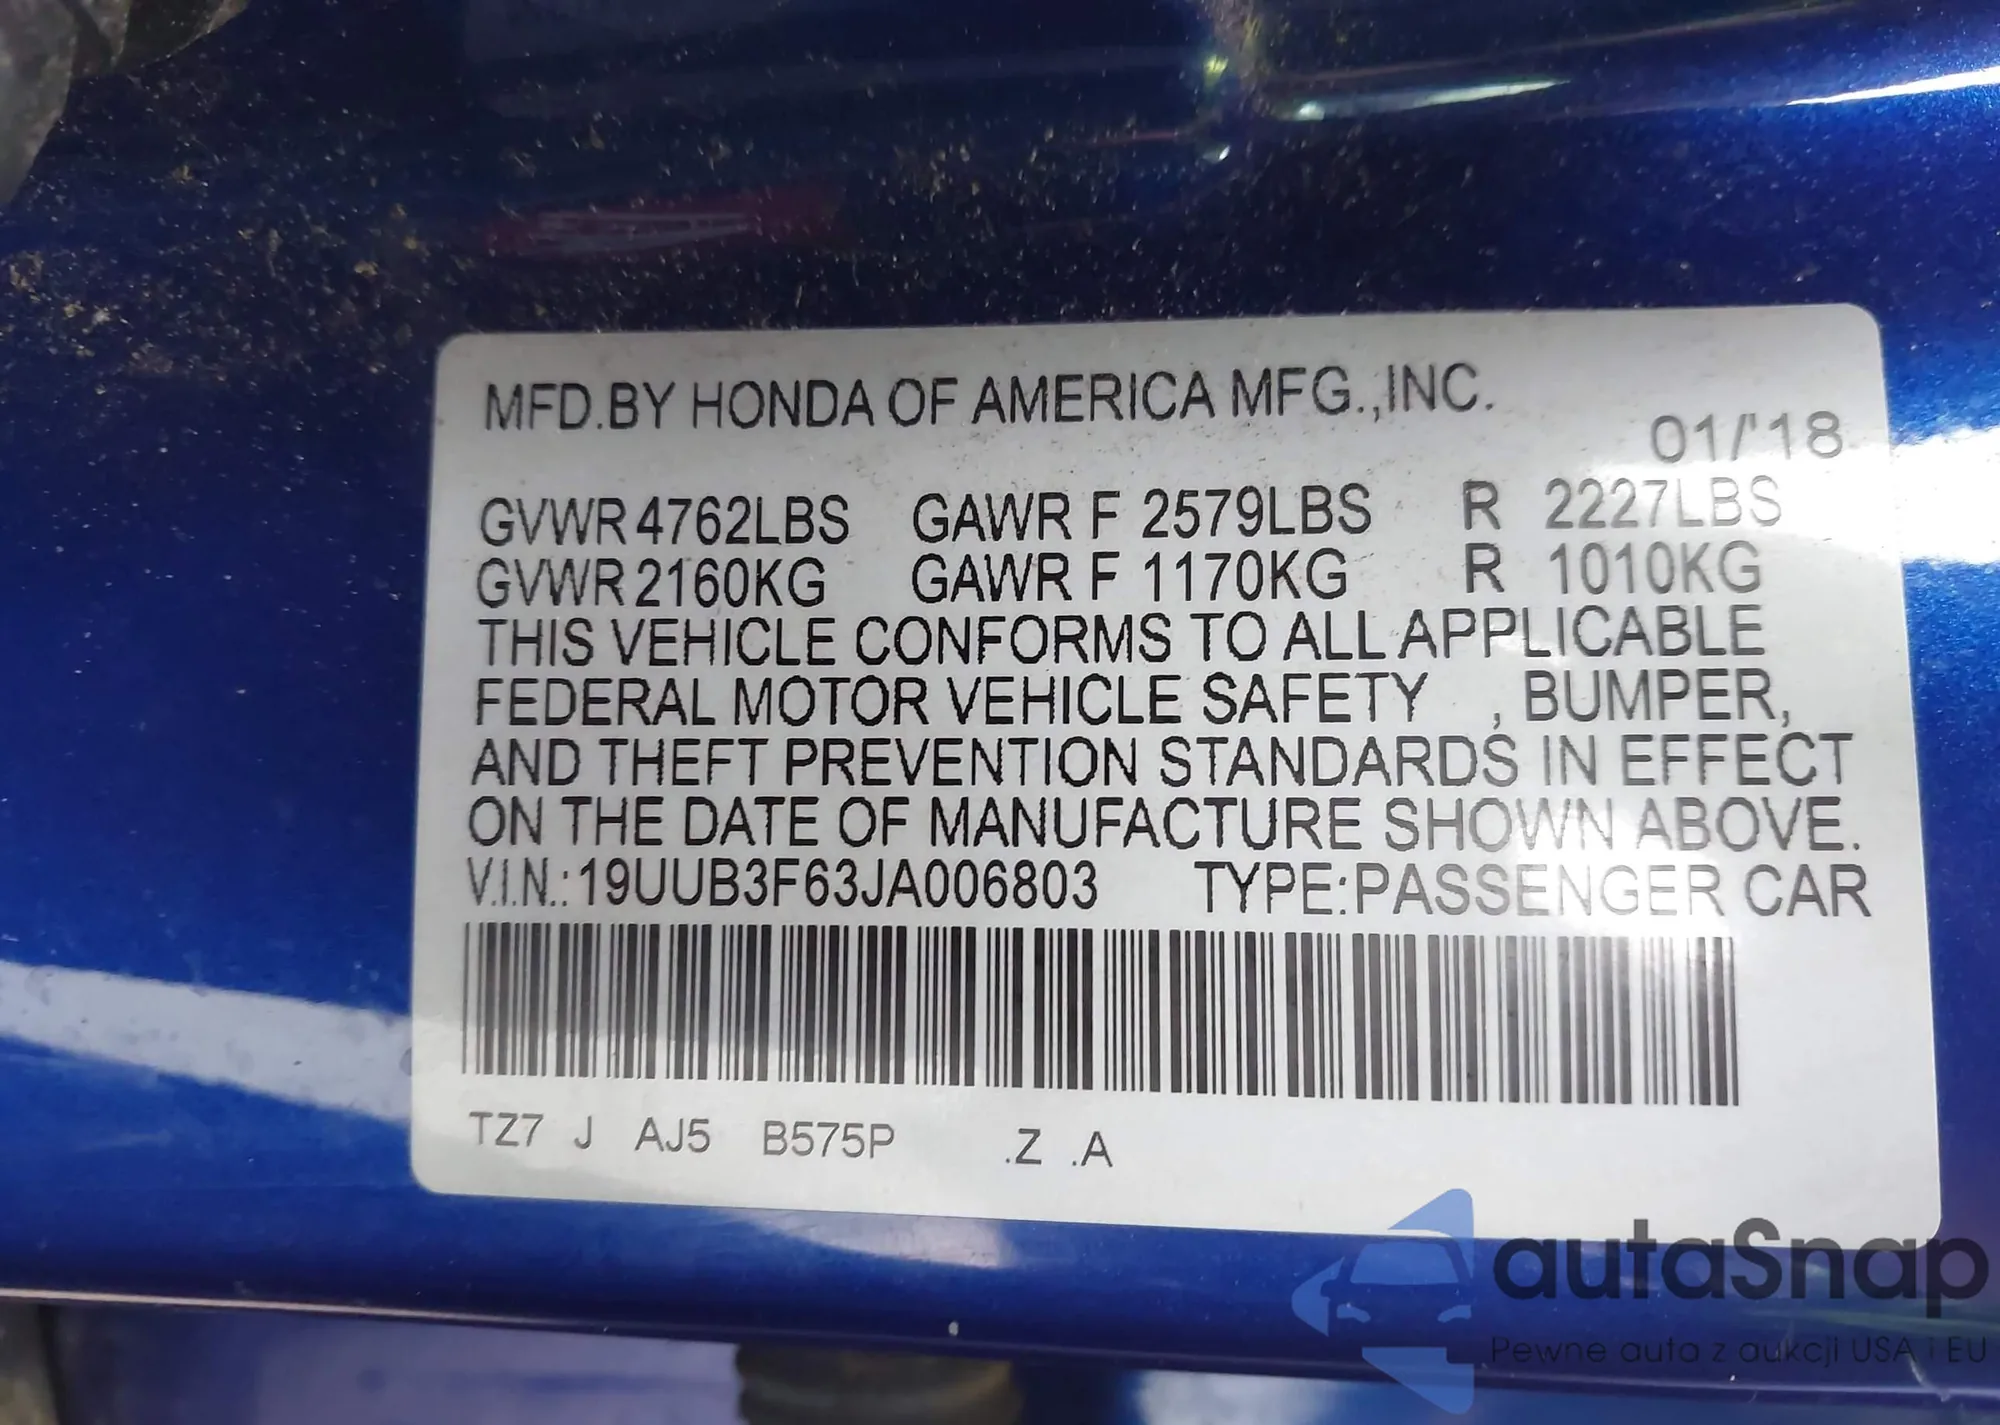 MFD.BY HONDA OF AMERICA MFG.,INC.
01/'18
GVWR 4762LBS GAWR F 2579LBS R 2227LBS
GVWR 2160KG GAWR F 1170KG R 1010KG
THIS VEHICLE CONFORMS TO ALL APPLICABLE
FEDERAL MOTOR VEHICLE SAFETY , BUMPER,
AND THEFT PREVENTION STANDARDS IN EFFECT
ON THE DATE OF MANUFACTURE SHOWN ABOVE.
V.I.N.:19UUB3F63JA006803 TYPE:PASSENGER CAR
TZ7 J AJ5 B575P .Z .A
autaSnap
Pewne auta z aukcji USA i EU